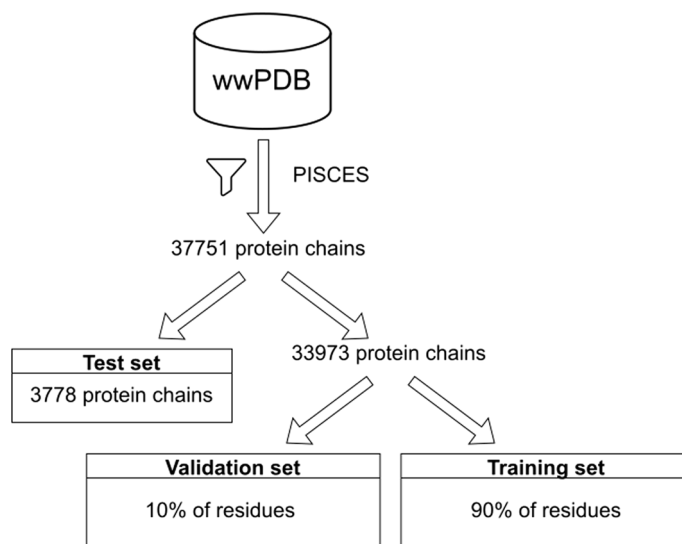 wwPDB
PISCES
37751 protein chains
33973 protein chains
Test set
3778 protein chains
Validation set
Training set
10% of residues
90% of residues